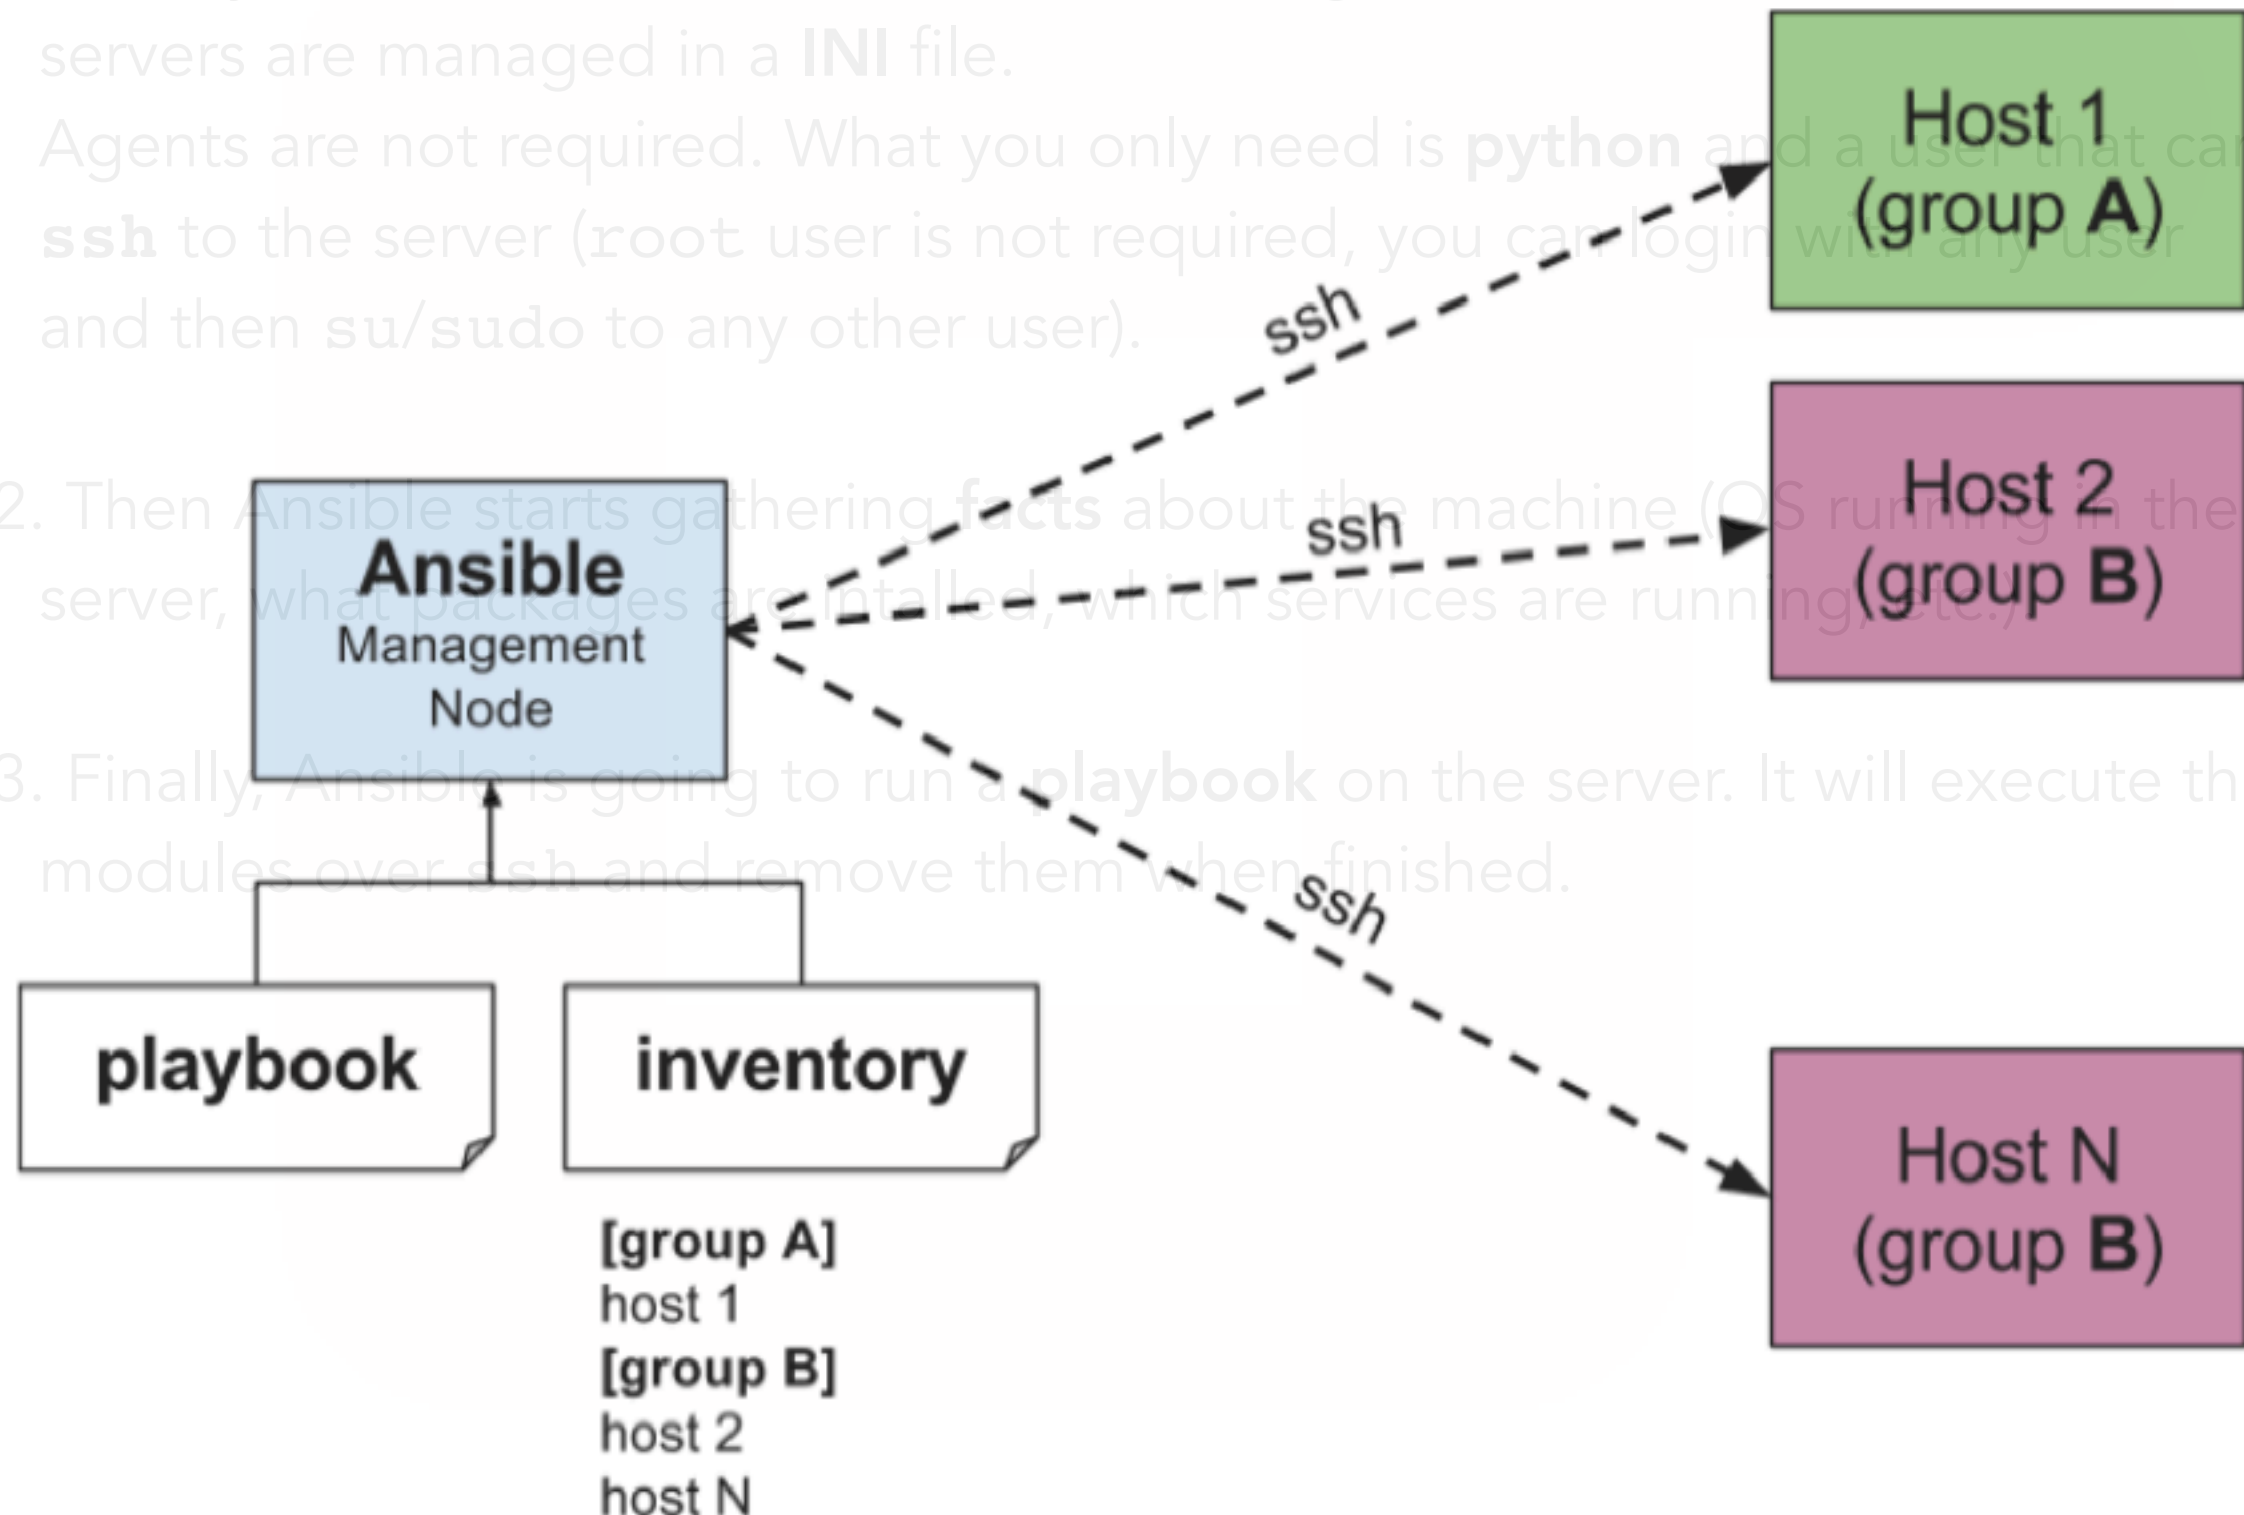 servers are managed in a INI file.
Agents are not required. What you only need is python and a user that can
ssh to the server (root user is not required, you can login with any user
and then su/sudo to any other user).
2. Then Ansible starts gathering facts about the machine (OS running in the
server, what packages are intalled, which services are running, etc.)
3. Finally, Ansible is going to run a playbook on the server. It will execute th
modules over ssh and remove them when finished.
Host 1
(group A)
ssh
Host 2
(group B)
ssh
Ansible
Management
Node
ssh
Host N
(group B)
playbook
inventory
[group A]
host 1
[group B]
host 2
host N